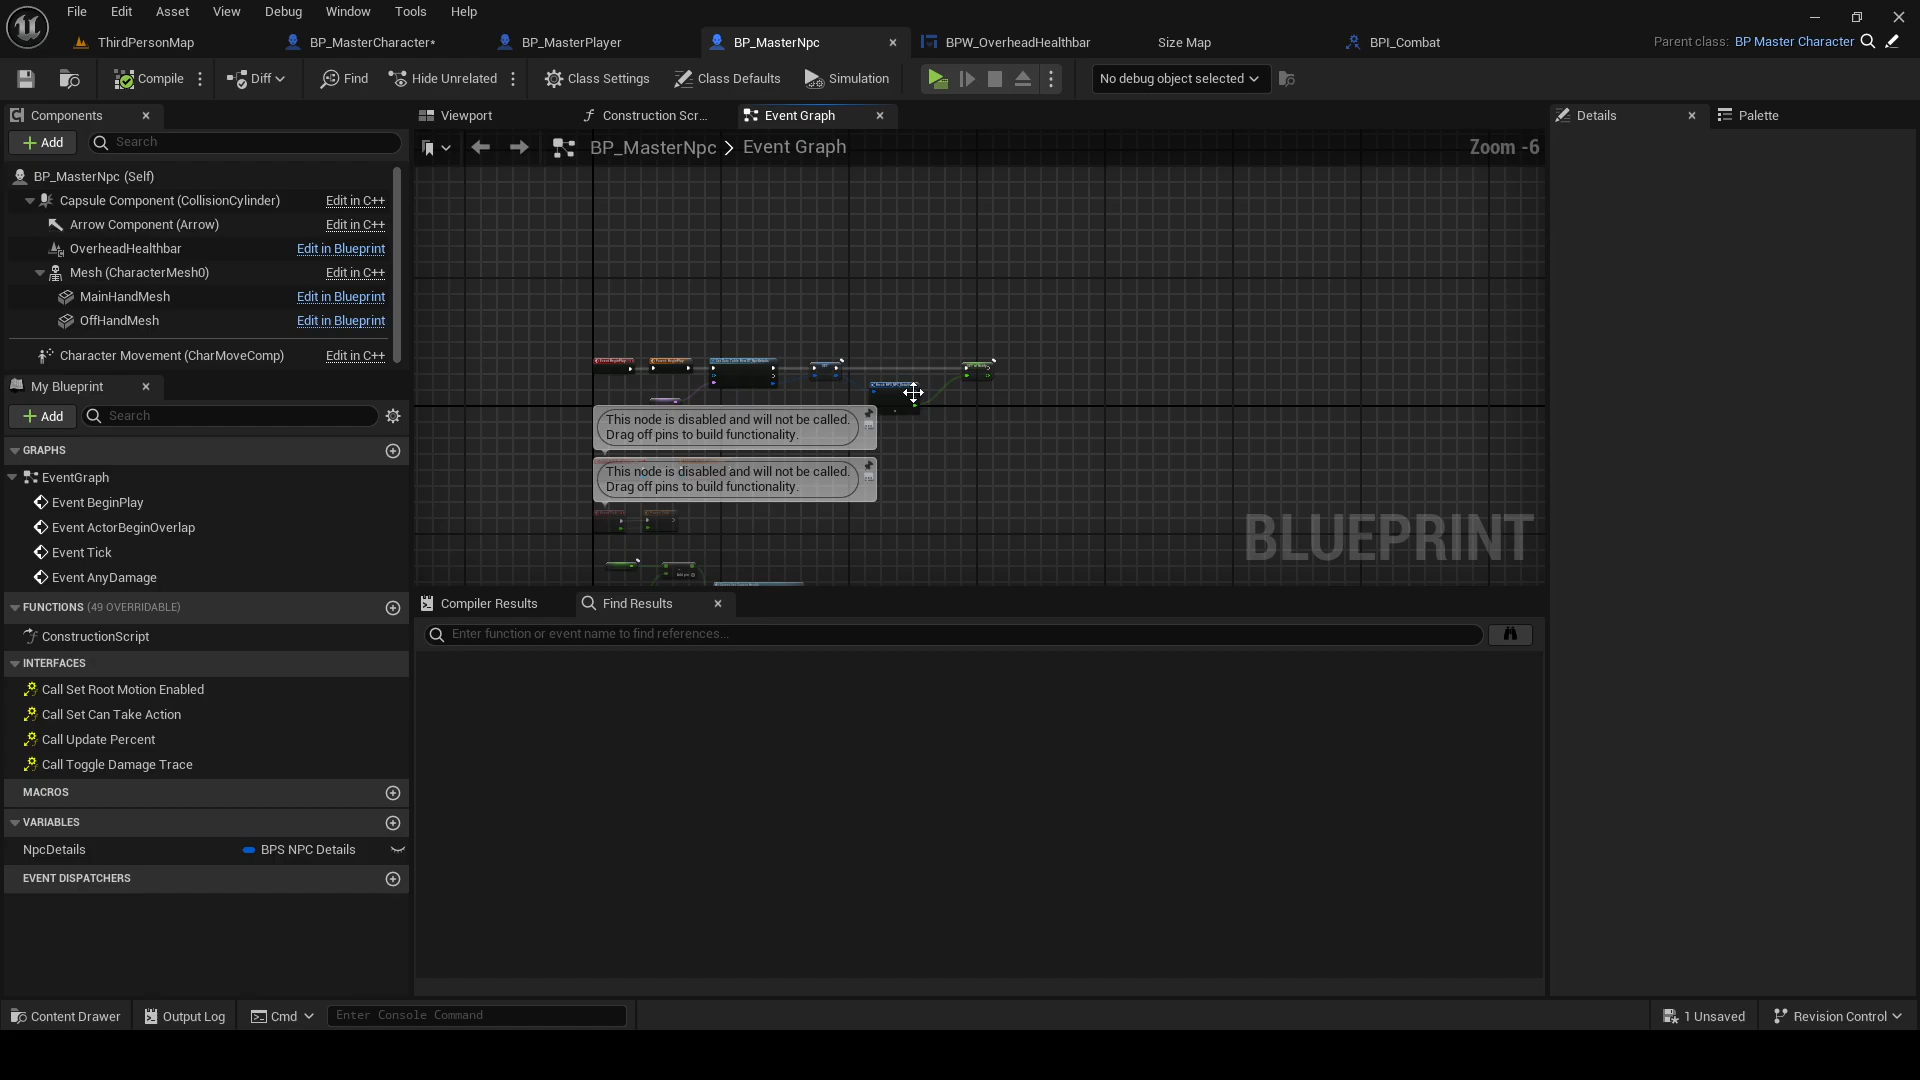 File Edit Asset View Debug Window Tools Help
ThirdPersonMap BP_MasterCharacter* BP_MasterPlayer BP_MasterNpc BPW_OverheadHealthbar Size Map BPI_Combat Parent class: BP Master Character
Compile Diff Find Hide Unrelated Class Settings Class Defaults Simulation No debug object selected
Components
Add Search
BP_MasterNpc (Self)
Capsule Component (CollisionCylinder) Edit in C++
Arrow Component (Arrow) Edit in C++
OverheadHealthbar Edit in Blueprint
Mesh (CharacterMesh0) Edit in C++
MainHandMesh Edit in Blueprint
OffHandMesh Edit in Blueprint
Character Movement (CharMoveComp) Edit in C++
My Blueprint
Add Search
GRAPHS
EventGraph
Event BeginPlay
Event ActorBeginOverlap
Event Tick
Event AnyDamage
FUNCTIONS (49 OVERRIDABLE)
ConstructionScript
INTERFACES
Call Set Root Motion Enabled
Call Set Can Take Action
Call Update Percent
Call Toggle Damage Trace
MACROS
VARIABLES
NpcDetails BPS NPC Details
EVENT DISPATCHERS
Viewport Construction Scr... Event Graph
BP_MasterNpc > Event Graph Zoom -6
This node is disabled and will not be called.
Drag off pins to build functionality.
This node is disabled and will not be called.
Drag off pins to build functionality.
BLUEPRINT
Compiler Results Find Results
Enter function or event name to find references...
Details Palette
Content Drawer Output Log Cmd Enter Console Command 1 Unsaved Revision Control